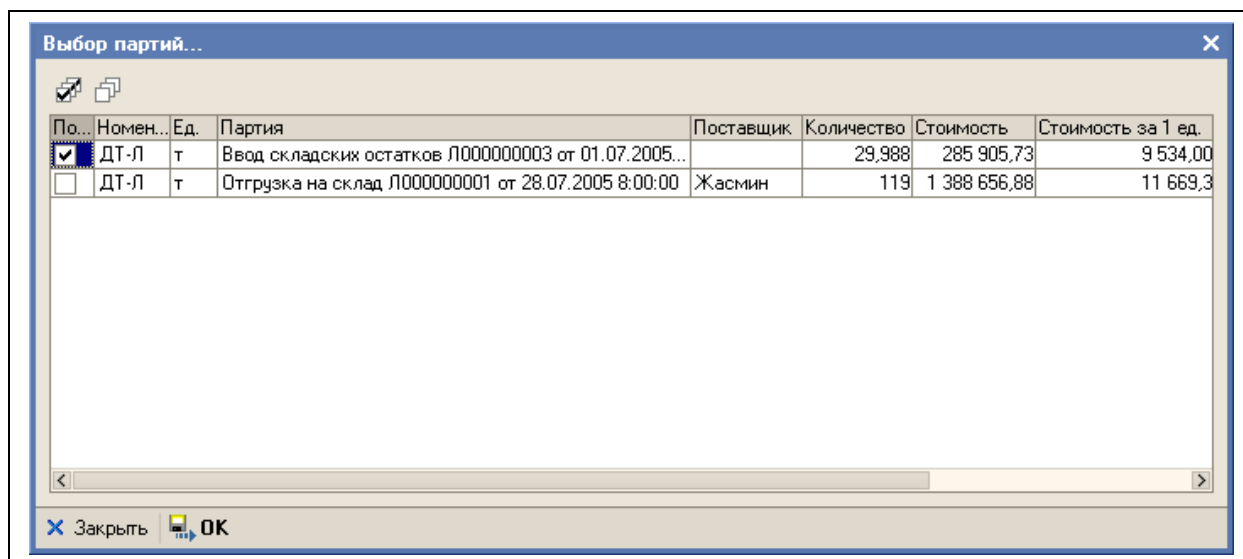 Выбор партий...
По... Номен... Ед. Партия Поставщик Количество Стоимость Стоимость за 1 ед.
ДТ-Л т Ввод складских остатков Л000000003 от 01.07.2005... 29,988 285 905,73 9 534,00
ДТ-Л т Отгрузка на склад Л000000001 от 28.07.2005 8:00:00 Жасмин 119 1 388 656,88 11 669,3
Закрыть OK